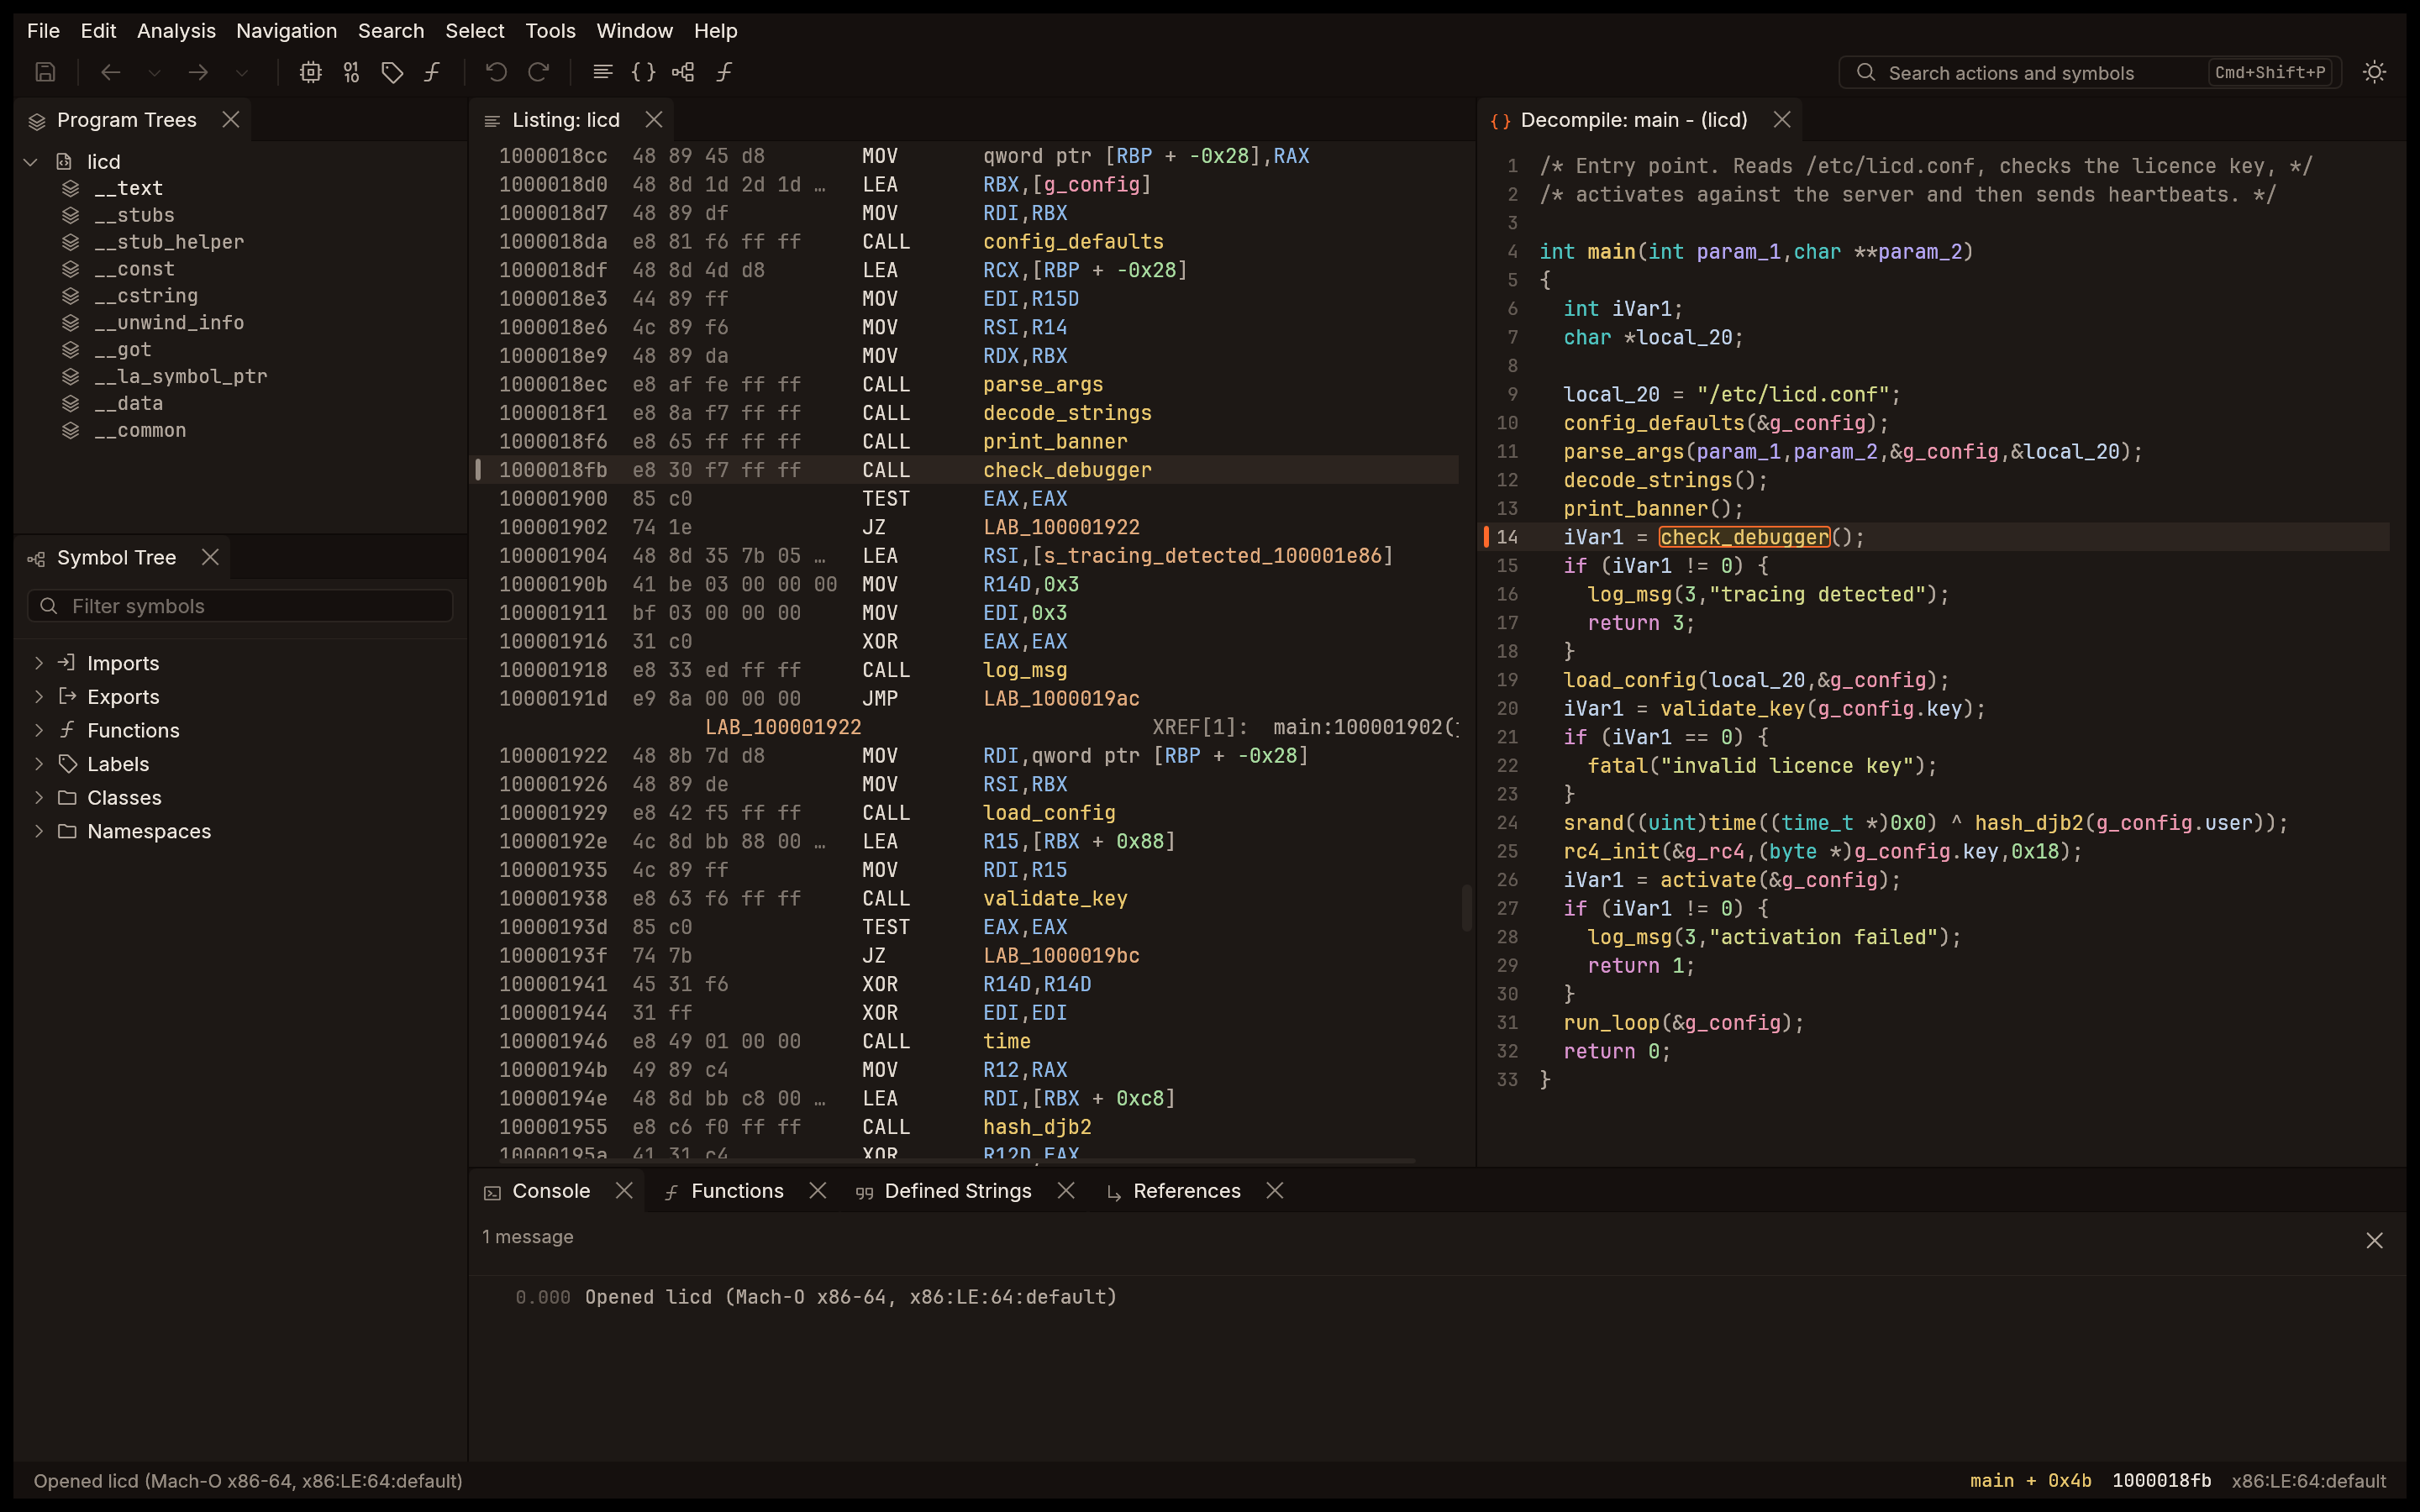 File Edit Analysis Navigation Search Select Tools Window Help
Search actions and symbols Cmd+Shift+P
Program Trees
licd
__text
__stubs
__stub_helper
__const
__cstring
__unwind_info
__got
__la_symbol_ptr
__data
__common
Symbol Tree
Filter symbols
Imports
Exports
Functions
Labels
Classes
Namespaces
Listing: licd
1000018cc 48 89 45 d8 MOV qword ptr [RBP + -0x28],RAX
1000018d0 48 8d 1d 2d 1d … LEA RBX,[g_config]
1000018d7 48 89 df MOV RDI,RBX
1000018da e8 81 f6 ff ff CALL config_defaults
1000018df 48 8d 4d d8 LEA RCX,[RBP + -0x28]
1000018e3 44 89 ff MOV EDI,R15D
1000018e6 4c 89 f6 MOV RSI,R14
1000018e9 48 89 da MOV RDX,RBX
1000018ec e8 af fe ff ff CALL parse_args
1000018f1 e8 8a f7 ff ff CALL decode_strings
1000018f6 e8 65 ff ff ff CALL print_banner
1000018fb e8 30 f7 ff ff CALL check_debugger
100001900 85 c0 TEST EAX,EAX
100001902 74 1e JZ LAB_100001922
100001904 48 8d 35 7b 05 … LEA RSI,[s_tracing_detected_100001e86]
10000190b 41 be 03 00 00 00 MOV R14D,0x3
100001911 bf 03 00 00 00 MOV EDI,0x3
100001916 31 c0 XOR EAX,EAX
100001918 e8 33 ed ff ff CALL log_msg
10000191d e9 8a 00 00 00 JMP LAB_1000019ac
LAB_100001922 XREF[1]: main:100001902(
100001922 48 8b 7d d8 MOV RDI,qword ptr [RBP + -0x28]
100001926 48 89 de MOV RSI,RBX
100001929 e8 42 f5 ff ff CALL load_config
10000192e 4c 8d bb 88 00 … LEA R15,[RBX + 0x88]
100001935 4c 89 ff MOV RDI,R15
100001938 e8 63 f6 ff ff CALL validate_key
10000193d 85 c0 TEST EAX,EAX
10000193f 74 7b JZ LAB_1000019bc
100001941 45 31 f6 XOR R14D,R14D
100001944 31 ff XOR EDI,EDI
100001946 e8 49 01 00 00 CALL time
10000194b 49 89 c4 MOV R12,RAX
10000194e 48 8d bb c8 00 … LEA RDI,[RBX + 0xc8]
100001955 e8 c6 f0 ff ff CALL hash_djb2
10000195a 41 31 c4 XOR R12D,EAX
Decompile: main - (licd)
1 /* Entry point. Reads /etc/licd.conf, checks the licence key, */
2 /* activates against the server and then sends heartbeats. */
3
4 int main(int param_1,char **param_2)
5 {
6 int iVar1;
7 char *local_20;
8
9 local_20 = "/etc/licd.conf";
10 config_defaults(&g_config);
11 parse_args(param_1,param_2,&g_config,&local_20);
12 decode_strings();
13 print_banner();
14 iVar1 = check_debugger();
15 if (iVar1 != 0) {
16 log_msg(3,"tracing detected");
17 return 3;
18 }
19 load_config(local_20,&g_config);
20 iVar1 = validate_key(g_config.key);
21 if (iVar1 == 0) {
22 fatal("invalid licence key");
23 }
24 srand((uint)time((time_t *)0x0) ^ hash_djb2(g_config.user));
25 rc4_init(&g_rc4,(byte *)g_config.key,0x18);
26 iVar1 = activate(&g_config);
27 if (iVar1 != 0) {
28 log_msg(3,"activation failed");
29 return 1;
30 }
31 run_loop(&g_config);
32 return 0;
33 }
Console Functions Defined Strings References
1 message
0.000 Opened licd (Mach-O x86-64, x86:LE:64:default)
Opened licd (Mach-O x86-64, x86:LE:64:default) main + 0x4b 1000018fb x86:LE:64:default